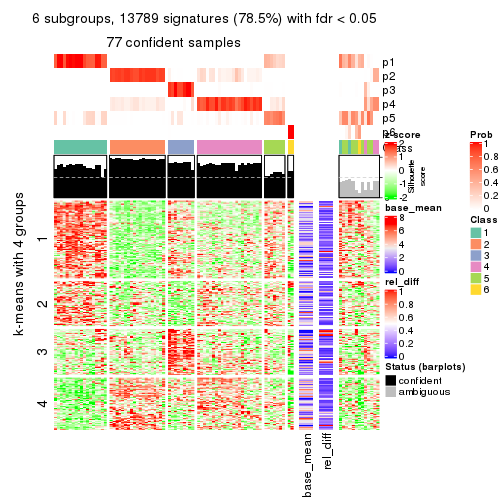 6 subgroups, 13789 signatures (78.5%) with fdr < 0.05
77 confident samples
p1
p2
p3
p4
p5
p6
Class
z-score
2
1
0
-1
-2
Silhouette
score
k-means with 4 groups
1
2
3
4
base_mean
8
6
4
2
0
rel_diff
1
0.8
0.6
0.4
0.2
0
Status (barplots)
confident
ambiguous
Prob
1
0.8
0.6
0.4
0.2
0
Class
1
2
3
4
5
6
base_mean
rel_diff